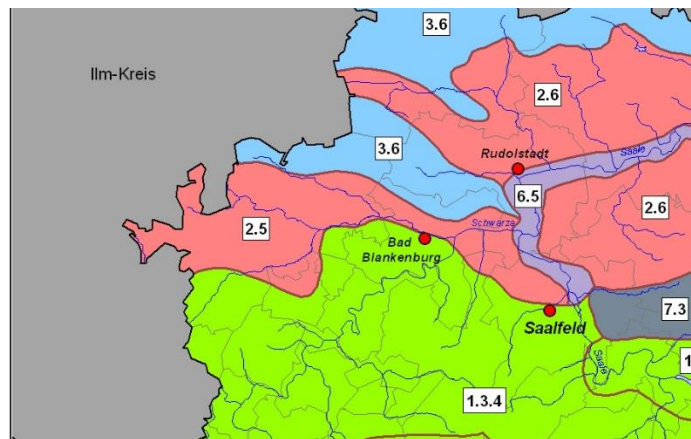 3.6
Ilm-Kreis
2.6
3.6
Rudolstadt
Saale
6.5
2.5
2.6
Schwarza
Bad
Blankenburg
7.3
Saalfeld
Saale
1
1.3.4